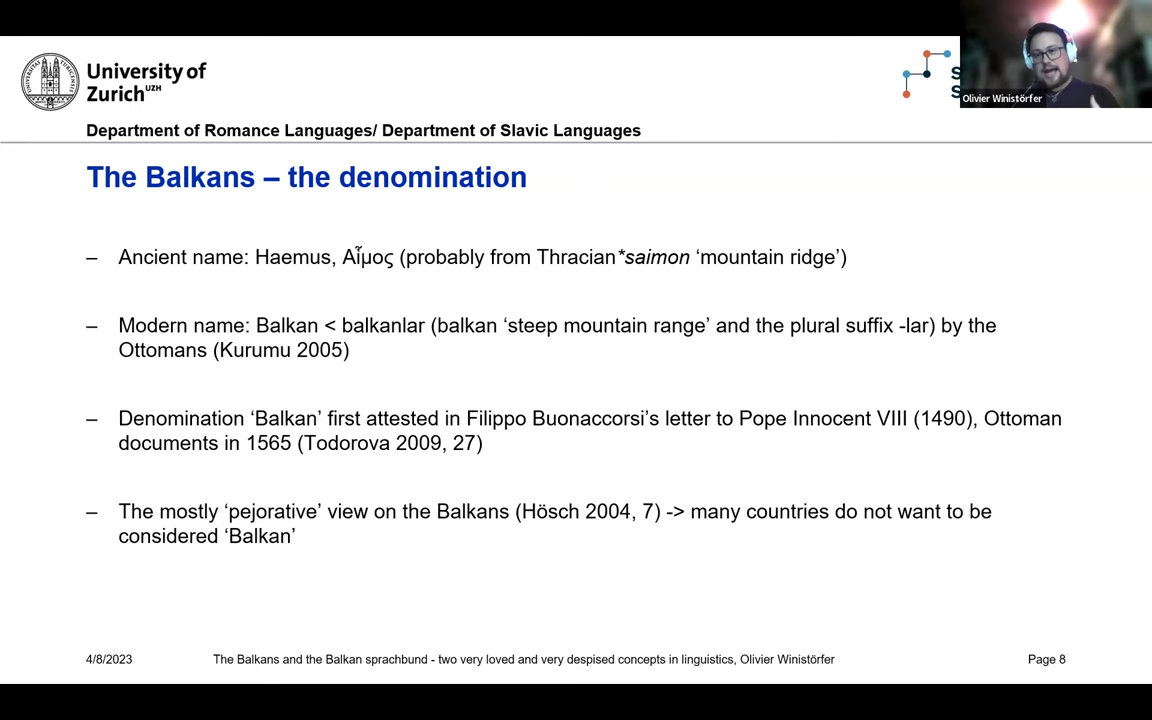 University of
Zurich UZH
S
S
Olivier Winistörfer
Department of Romance Languages/ Department of Slavic Languages
The Balkans – the denomination
– Ancient name: Haemus, Αἷμος (probably from Thracian*saimon ‘mountain ridge’)
– Modern name: Balkan < balkanlar (balkan ‘steep mountain range’ and the plural suffix -lar) by the
Ottomans (Kurumu 2005)
– Denomination ‘Balkan’ first attested in Filippo Buonaccorsi’s letter to Pope Innocent VIII (1490), Ottoman
documents in 1565 (Todorova 2009, 27)
– The mostly ‘pejorative’ view on the Balkans (Hösch 2004, 7) -> many countries do not want to be
considered ‘Balkan’
4/8/2023 The Balkans and the Balkan sprachbund - two very loved and very despised concepts in linguistics, Olivier Winistörfer Page 8